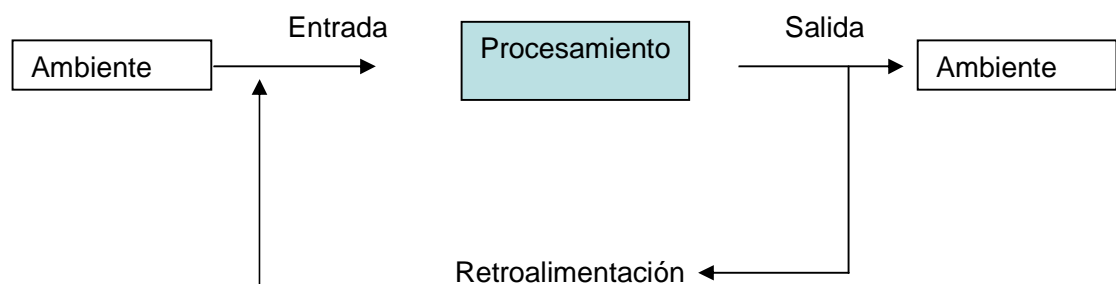 Entrada
Salida
Ambiente
Procesamiento
Ambiente
Retroalimentación